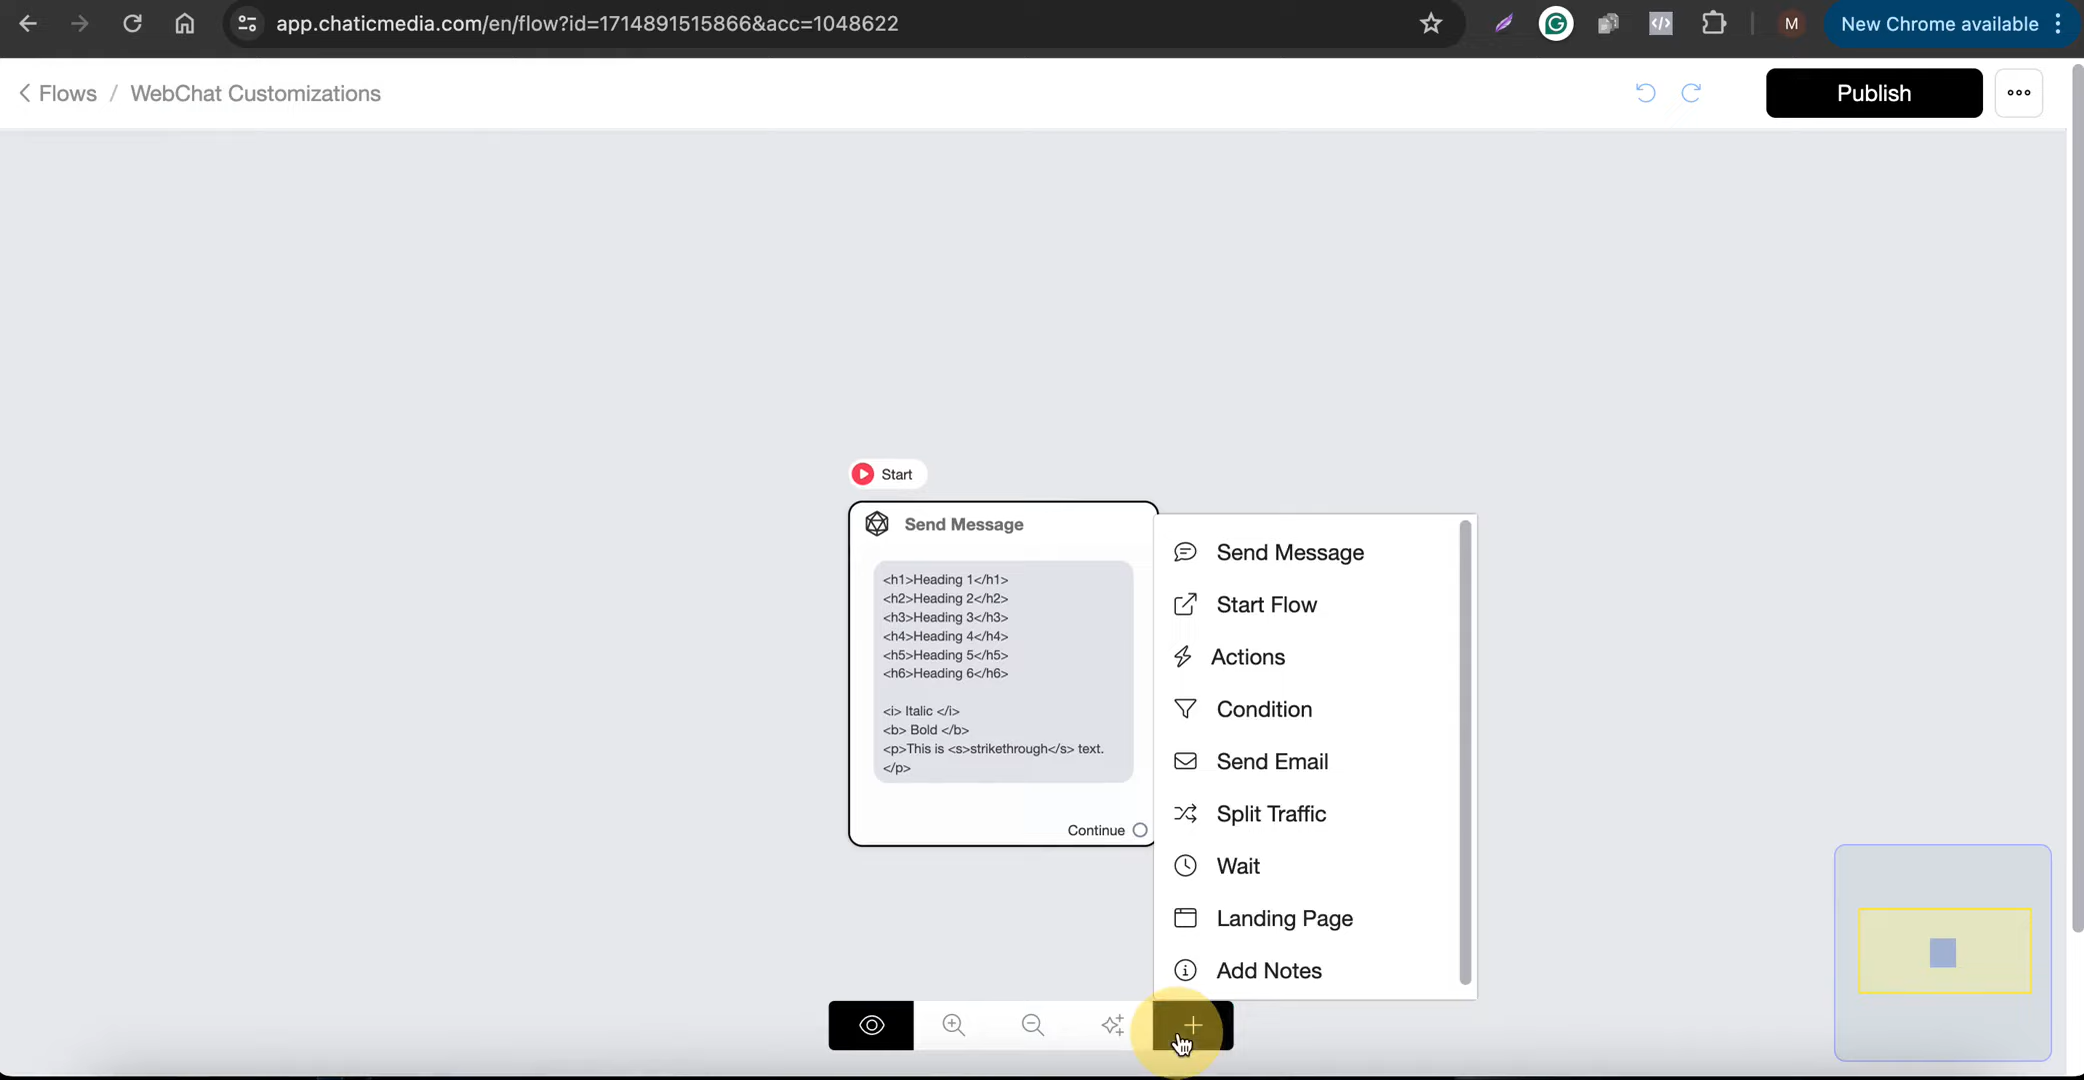 app.chaticmedia.com/en/flow?id=1714891515866&acc=1048622
M
New Chrome available
Flows / WebChat Customizations
Publish
Start
Send Message
<h1>Heading 1</h1>
<h2>Heading 2</h2>
<h3>Heading 3</h3>
<h4>Heading 4</h4>
<h5>Heading 5</h5>
<h6>Heading 6</h6>
<i> Italic </i>
<b> Bold </b>
<p>This is <s>strikethrough</s> text.
</p>
Continue
Send Message
Start Flow
Actions
Condition
Send Email
Split Traffic
Wait
Landing Page
Add Notes